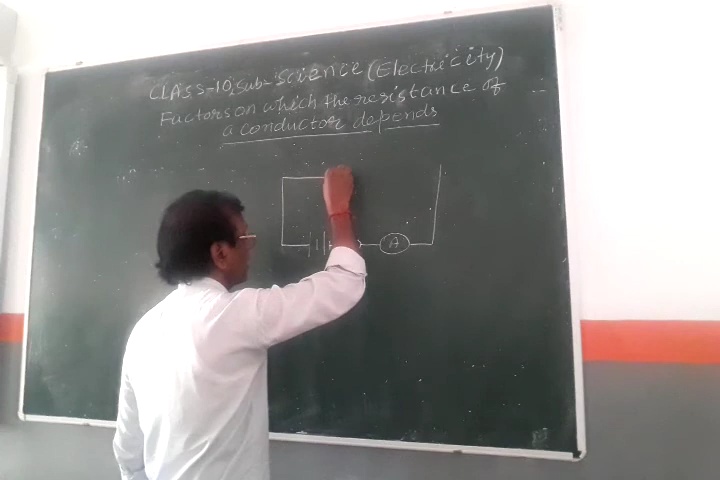 CLASS-10, Sub- Science (Electricity)
Factors on which the resistance of
a conductor depends
A